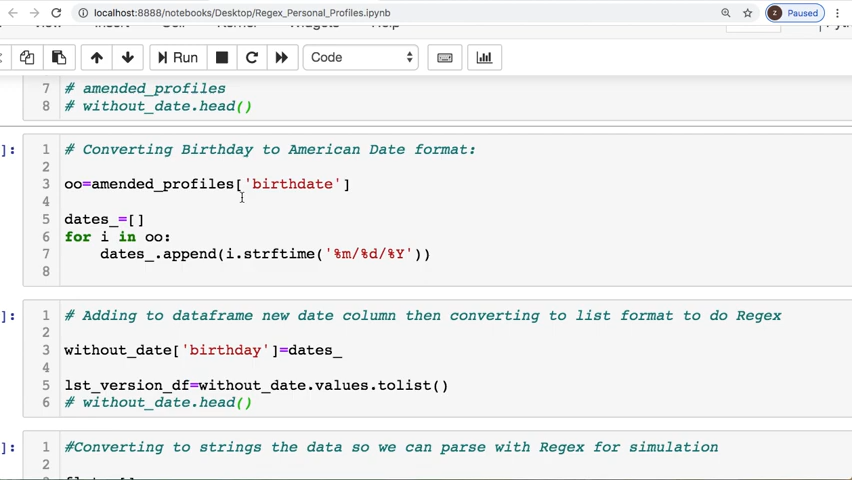 localhost:8888/notebooks/Desktop/Regex_Personal_Profiles.ipynb
Z Paused
Run Code
7 # amended_profiles
8 # without_date.head()
]: 1 # Converting Birthday to American Date format:
2
3 oo=amended_profiles['birthdate']
4
5 dates_=[]
6 for i in oo:
7 dates_.append(i.strftime('%m/%d/%Y'))
8
]: 1 # Adding to dataframe new date column then converting to list format to do Regex
2
3 without_date['birthday']=dates_
4
5 lst_version_df=without_date.values.tolist()
6 # without_date.head()
]: 1 #Converting to strings the data so we can parse with Regex for simulation
2